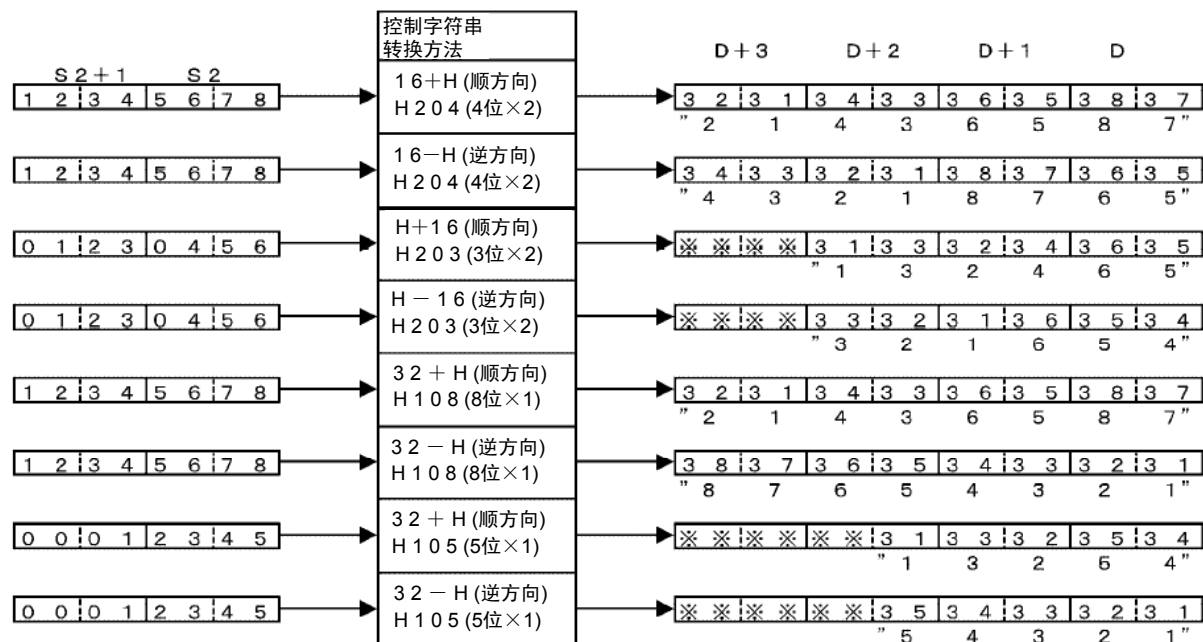 控制字符串
转换方法
D+3 D+2 D+1 D
S2+1 S2
1 2 3 4 5 6 7 8
16+H (顺方向)
H204 (4位×2)
3 2 3 1 3 4 3 3 3 6 3 5 3 8 3 7
" 2 1 4 3 6 5 8 7 "
1 2 3 4 5 6 7 8
16-H (逆方向)
H204 (4位×2)
3 4 3 3 3 2 3 1 3 8 3 7 3 6 3 5
" 4 3 2 1 8 7 6 5 "
0 1 2 3 0 4 5 6
H+16 (顺方向)
H203 (3位×2)
※ ※ ※ ※ 3 1 3 3 3 2 3 4 3 6 3 5
" 1 3 2 4 6 5 "
0 1 2 3 0 4 5 6
H-16 (逆方向)
H203 (3位×2)
※ ※ ※ ※ 3 3 3 2 3 1 3 6 3 5 3 4
" 3 2 1 6 5 4 "
1 2 3 4 5 6 7 8
32+H (顺方向)
H108 (8位×1)
3 2 3 1 3 4 3 3 3 6 3 5 3 8 3 7
" 2 1 4 3 6 5 8 7 "
1 2 3 4 5 6 7 8
32-H (逆方向)
H108 (8位×1)
3 8 3 7 3 6 3 5 3 4 3 3 3 2 3 1
" 8 7 6 5 4 3 2 1 "
0 0 0 1 2 3 4 5
32+H (顺方向)
H105 (5位×1)
※ ※ ※ ※ ※ ※ 3 1 3 3 3 2 3 5 3 4
" 1 3 2 5 4 "
0 0 0 1 2 3 4 5
32-H (逆方向)
H105 (5位×1)
※ ※ ※ ※ ※ ※ 3 5 3 4 3 3 3 2 3 1
" 5 4 3 2 1 "